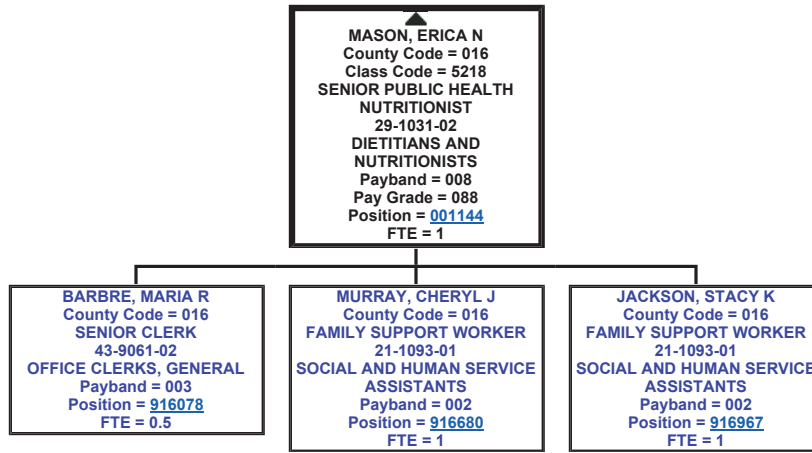 MASON, ERICA N
County Code = 016
Class Code = 5218
SENIOR PUBLIC HEALTH
NUTRITIONIST
29-1031-02
DIETITIANS AND
NUTRITIONISTS
Payband = 008
Pay Grade = 088
Position = 001144
FTE = 1
BARBRE, MARIA R
County Code = 016
SENIOR CLERK
43-9061-02
OFFICE CLERKS, GENERAL
Payband = 003
Position = 916078
FTE = 0.5
MURRAY, CHERYL J
County Code = 016
FAMILY SUPPORT WORKER
21-1093-01
SOCIAL AND HUMAN SERVICE
ASSISTANTS
Payband = 002
Position = 916680
FTE = 1
JACKSON, STACY K
County Code = 016
FAMILY SUPPORT WORKER
21-1093-01
SOCIAL AND HUMAN SERVICE
ASSISTANTS
Payband = 002
Position = 916967
FTE = 1